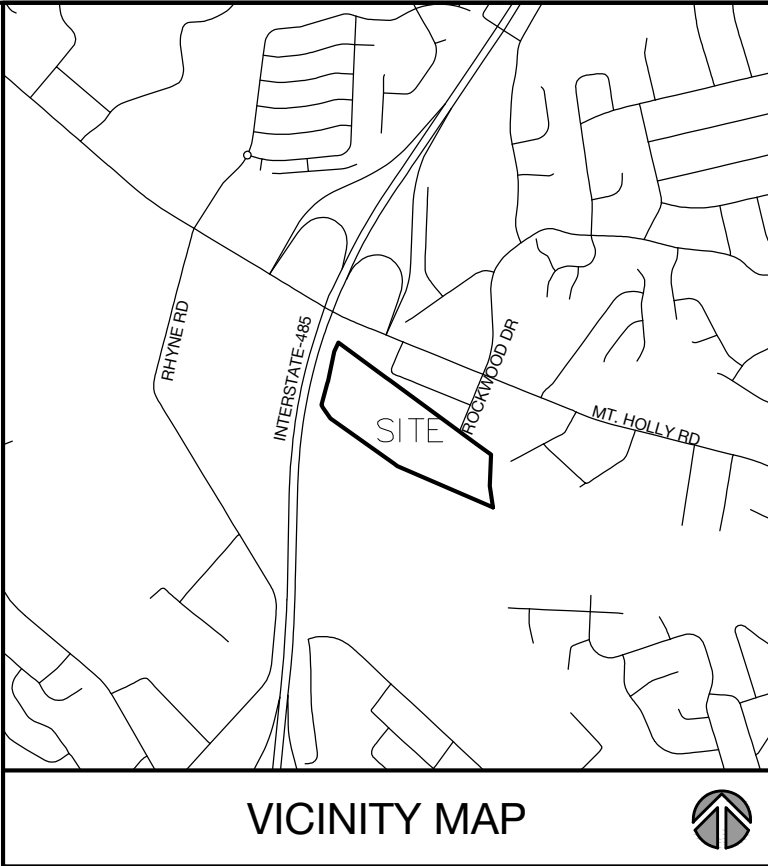 RHYNE RD
INTERSTATE-485
ROCKWOOD DR
SITE
MT. HOLLY RD
VICINITY MAP